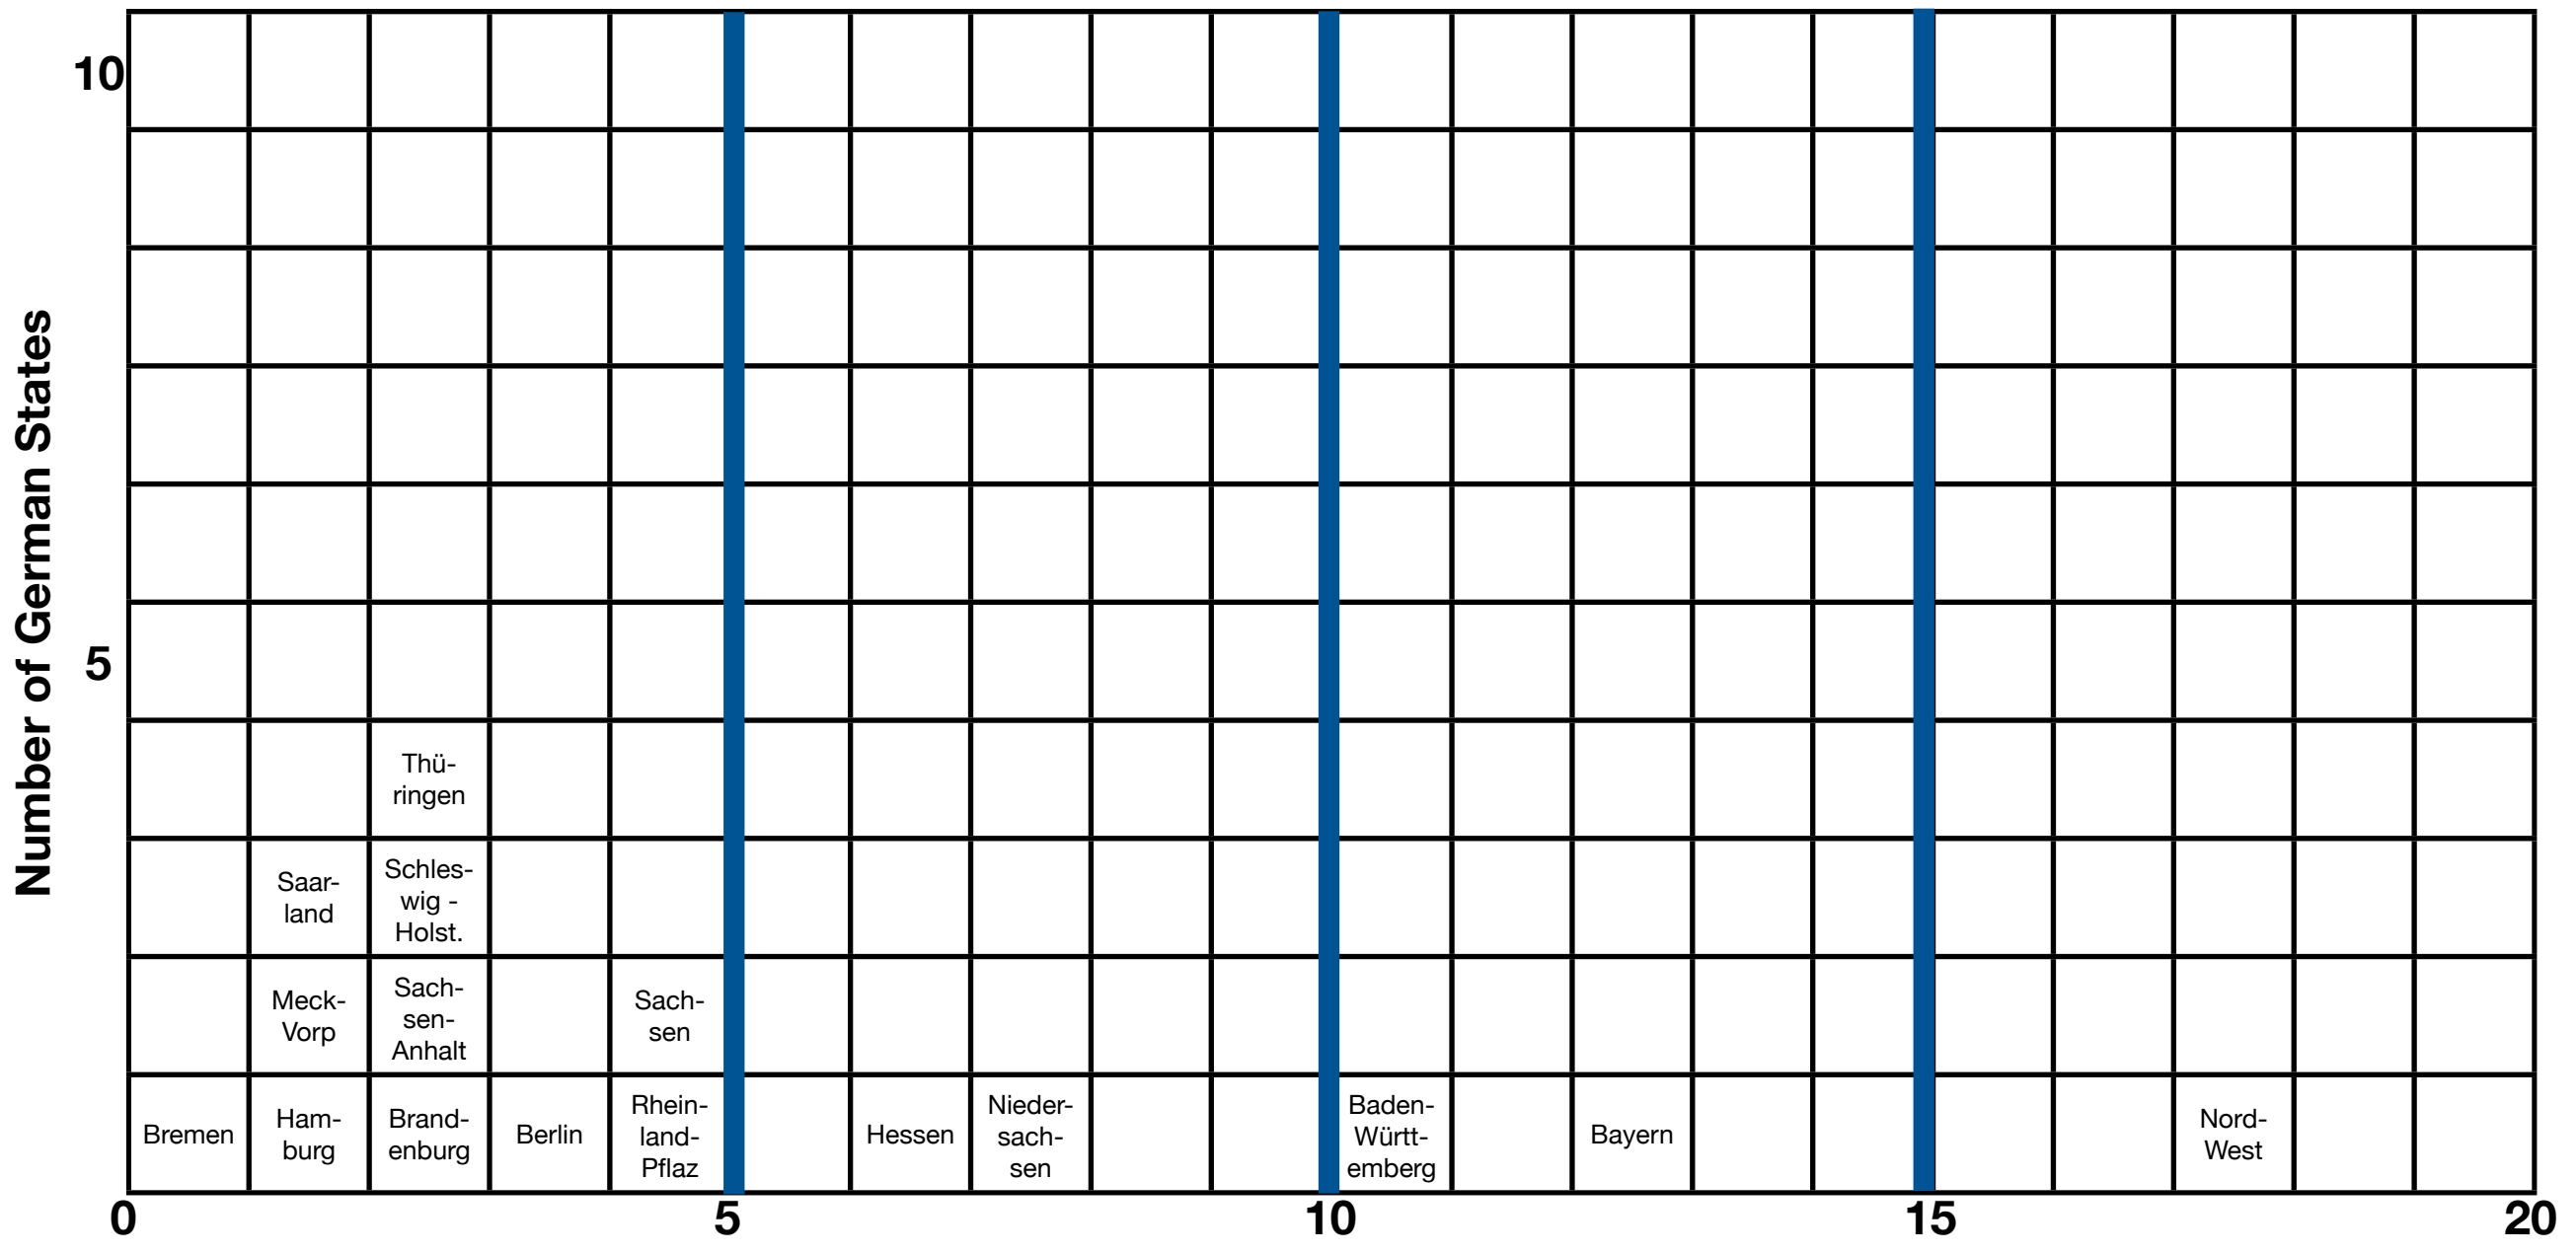 10
Number of German States
5
Thü-
ringen
Saar-
land
Schles-
wig -
Holst.
Meck-
Vorp
Sach-
sen-
Anhalt
Sach-
sen
Bremen
Ham-
burg
Brand-
enburg
Berlin
Rhein-
land-
Pflaz
Hessen
Nieder-
sach-
sen
Baden-
Württ-
emberg
Bayern
Nord-
West
0
5
10
15
20